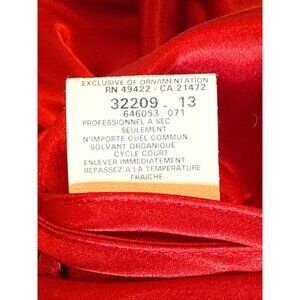 EXCLUSIVE OF ORNAMENTATION
RN 49422 - CA 21472
32209 - 13
646053 071
PROFESSIONNEL A SEC
SEULEMENT
N'IMPORTE QUEL COMMUN
SOLVANT ORGANIQUE
CYCLE COURT
ENLEVER IMMEDIATEMENT
REPASSEZ A LA TEMPERATURE
FRAICHE